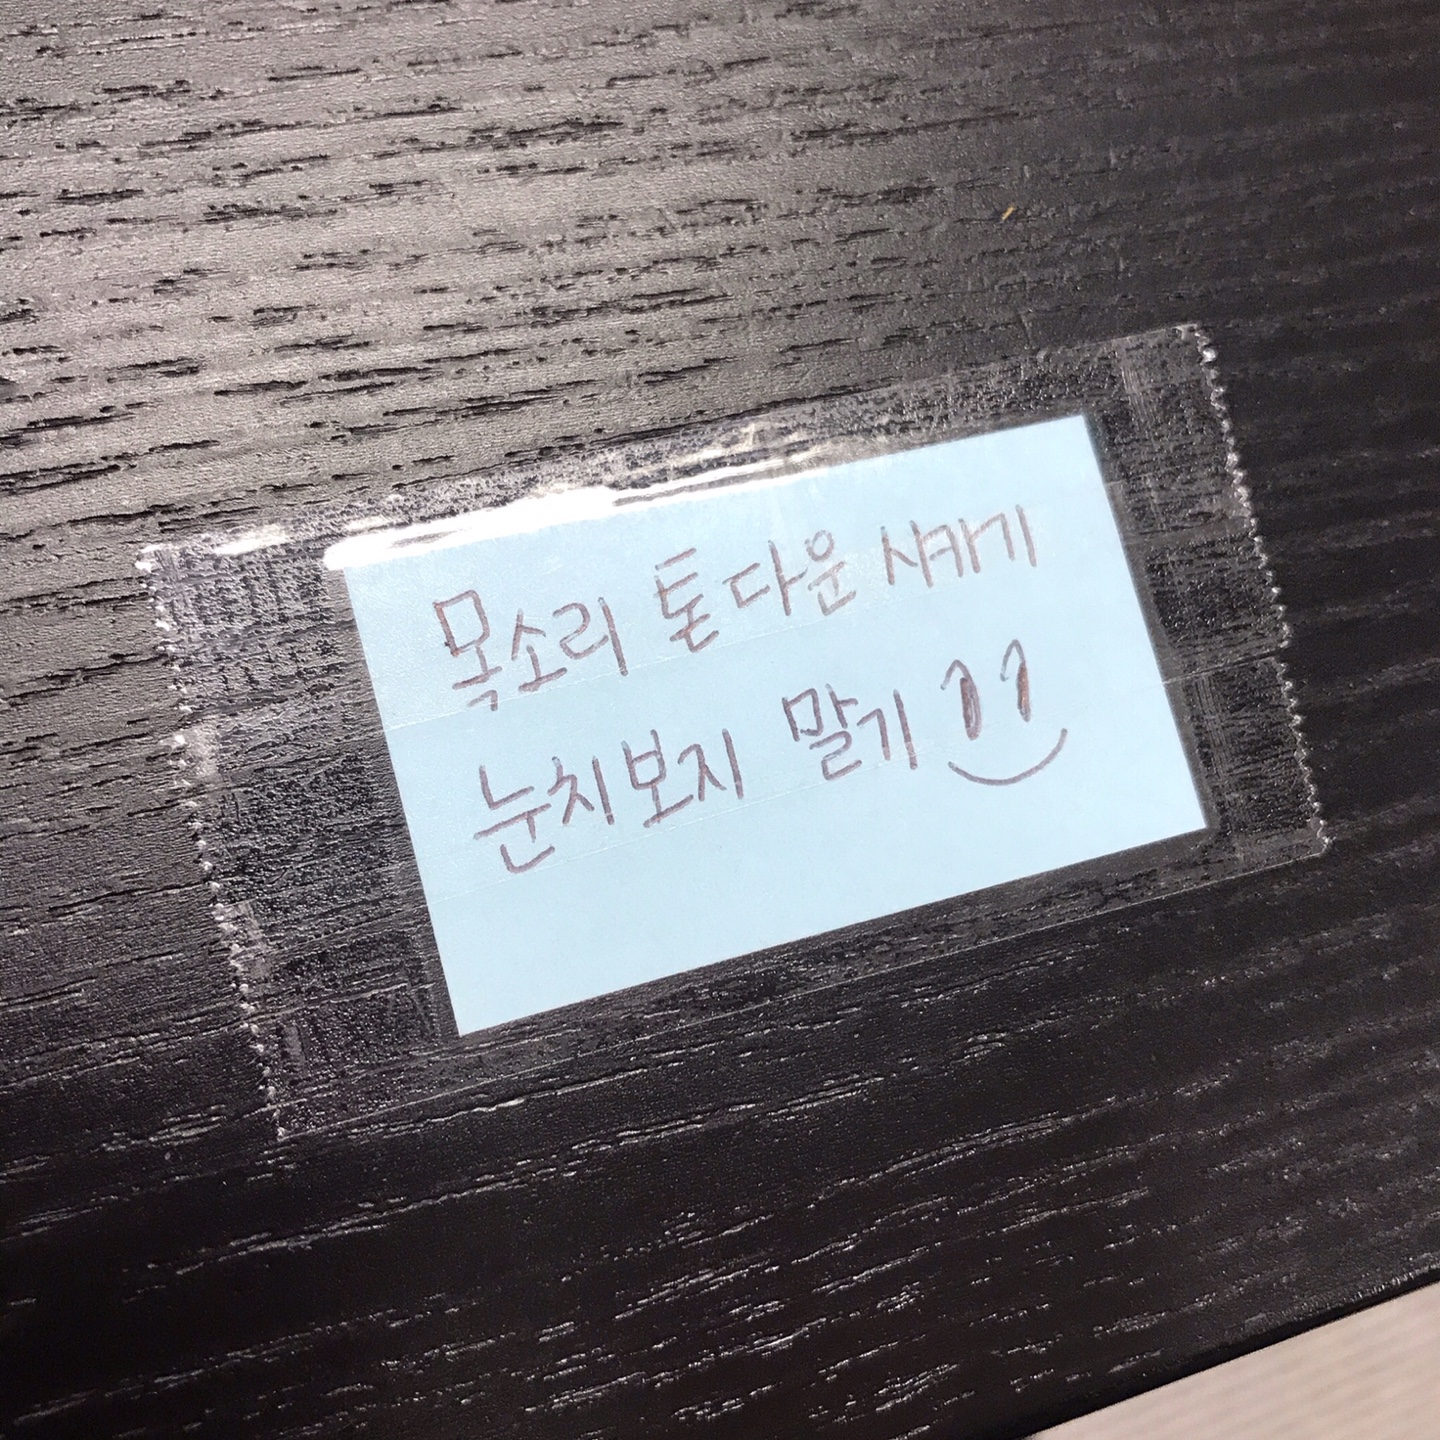 목소리 톤 다운 시키기
눈치보지 말기